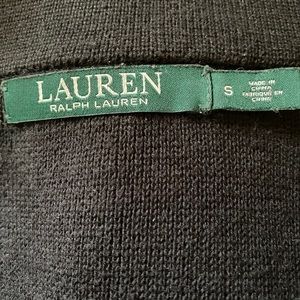 LAUREN
RALPH LAUREN
S
MADE IN
CHINA
FABRIQUÉ EN
CHINE